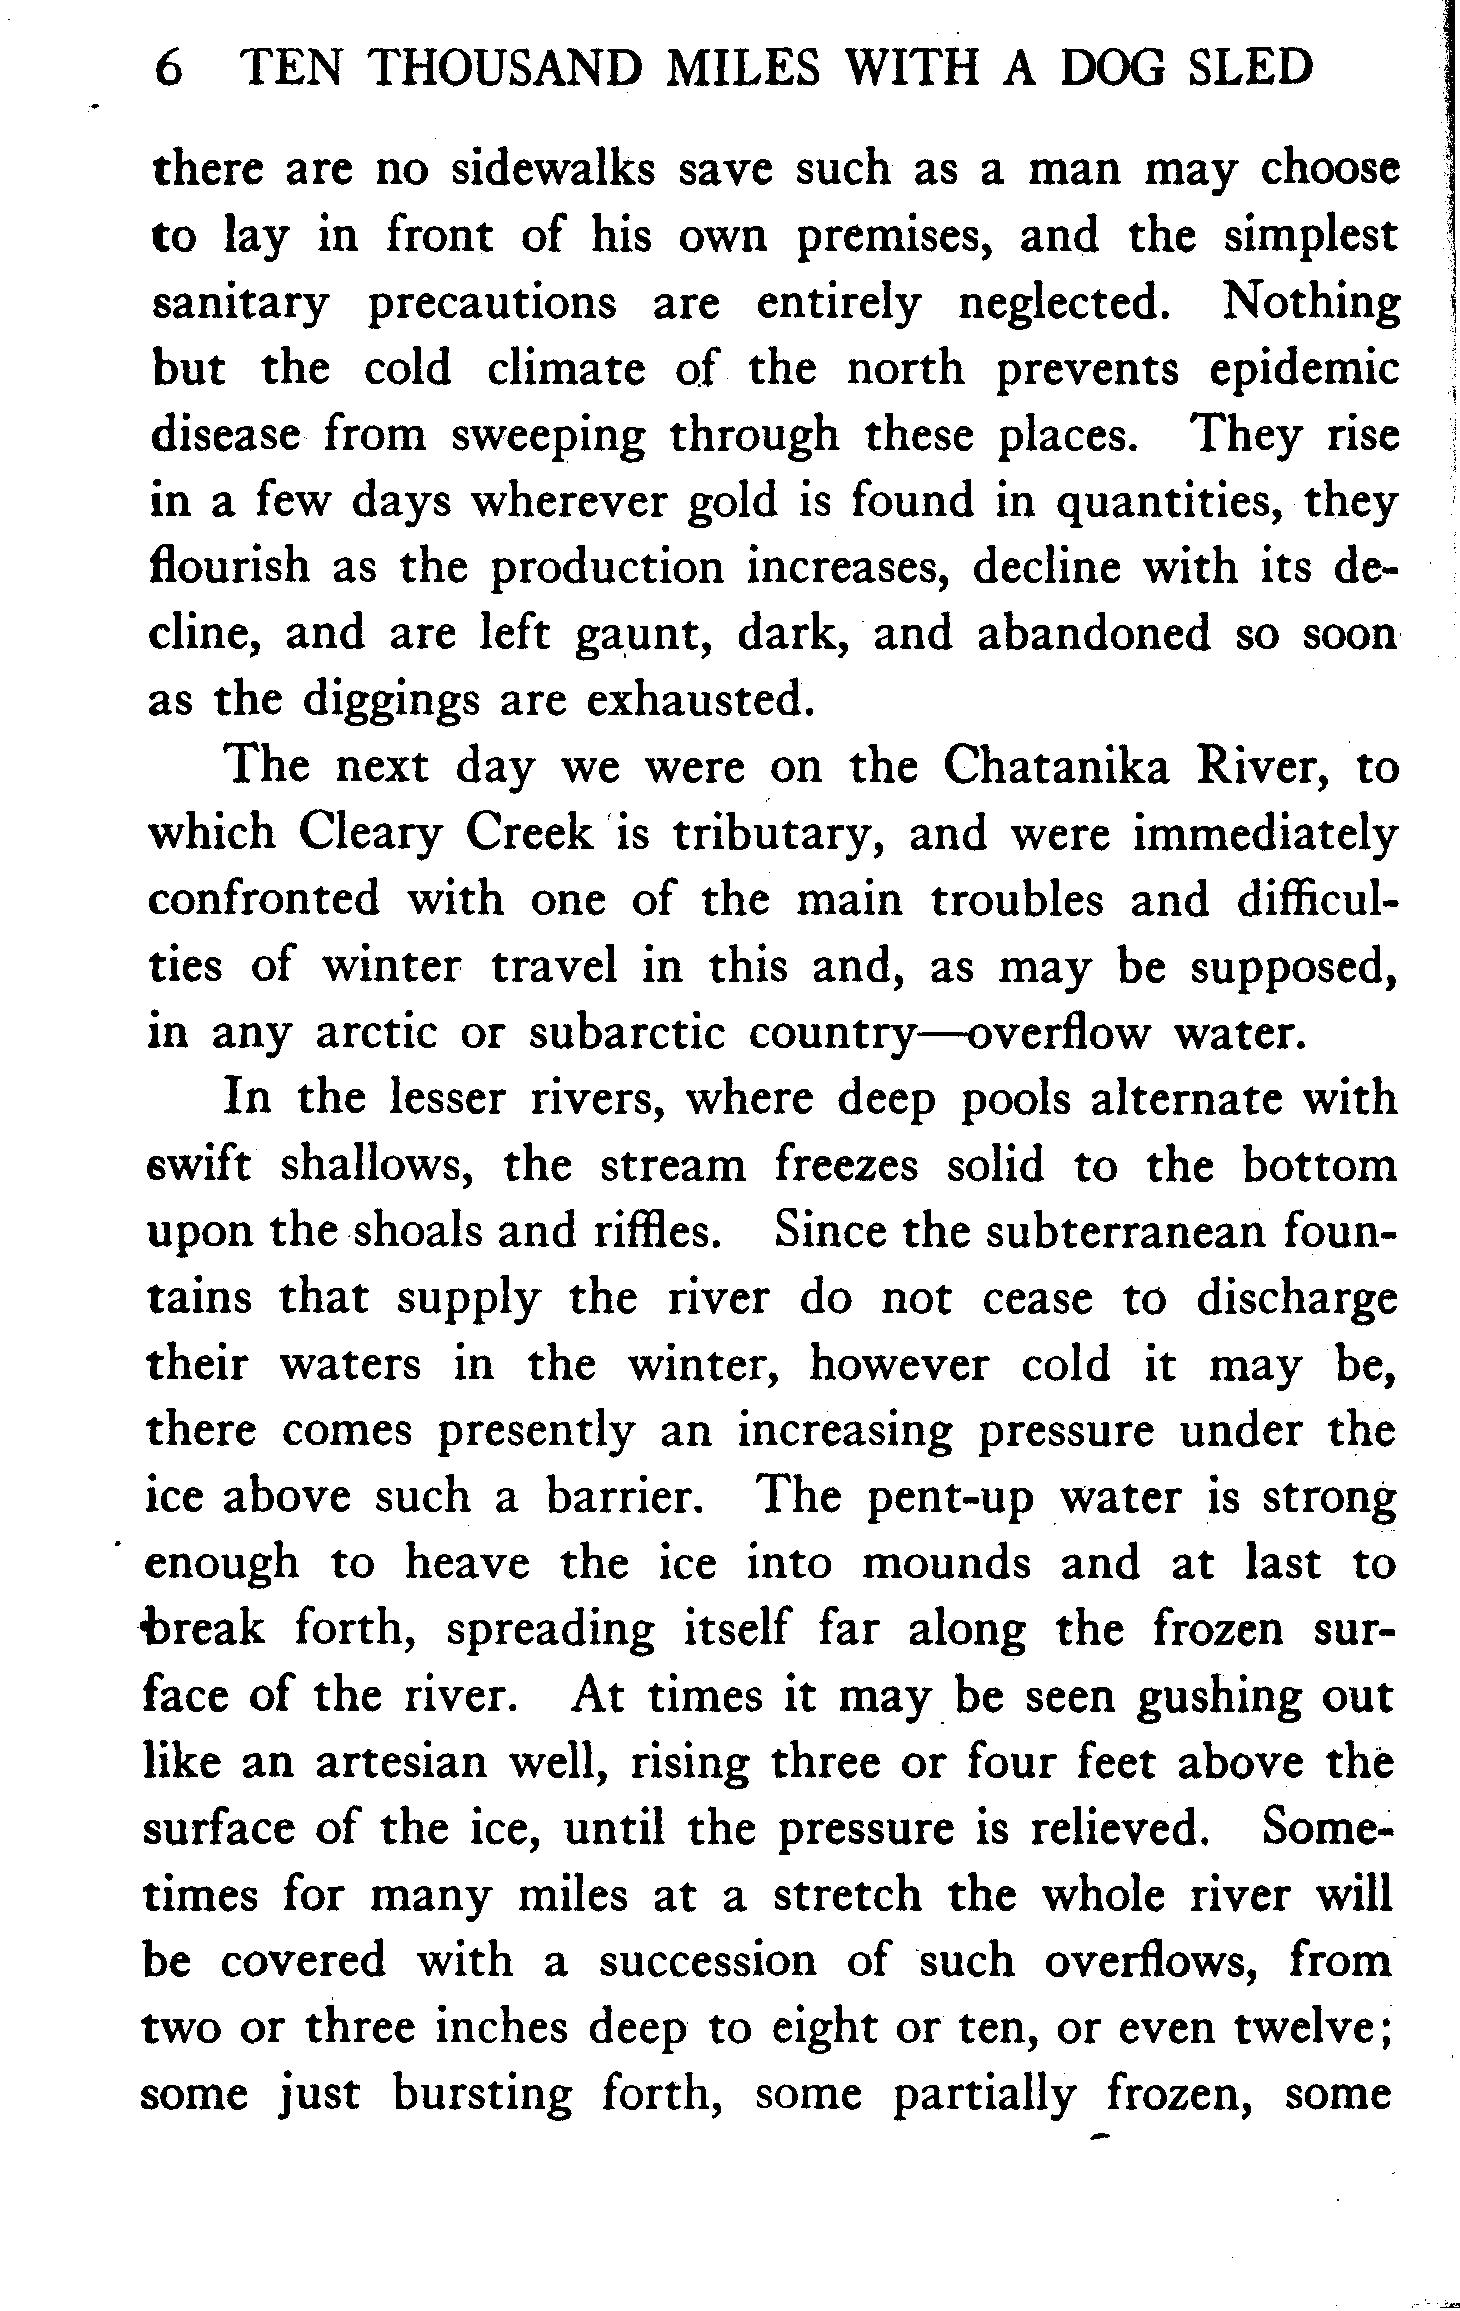 6 TEN THOUSAND MILES WITH A DOG SLED
there are no sidewalks save such as a man may choose
to lay in front of his own premises, and the simplest
sanitary precautions are entirely neglected. Nothing
but the cold climate of the north prevents epidemic
disease from sweeping through these places. They rise
in a few days wherever gold is found in quantities, they
flourish as the production increases, decline with its de-
cline, and are left gaunt, dark, and abandoned so soon
as the diggings are exhausted.
The next day we were on the Chatanika River, to
which Cleary Creek is tributary, and were immediately
confronted with one of the main troubles and difficul-
ties of winter travel in this and, as may be supposed,
in any arctic or subarctic country—overflow water.
In the lesser rivers, where deep pools alternate with
swift shallows, the stream freezes solid to the bottom
upon the shoals and riffles. Since the subterranean foun-
tains that supply the river do not cease to discharge
their waters in the winter, however cold it may be,
there comes presently an increasing pressure under the
ice above such a barrier. The pent-up water is strong
enough to heave the ice into mounds and at last to
break forth, spreading itself far along the frozen sur-
face of the river. At times it may be seen gushing out
like an artesian well, rising three or four feet above the
surface of the ice, until the pressure is relieved. Some-
times for many miles at a stretch the whole river will
be covered with a succession of such overflows, from
two or three inches deep to eight or ten, or even twelve;
some just bursting forth, some partially frozen, some